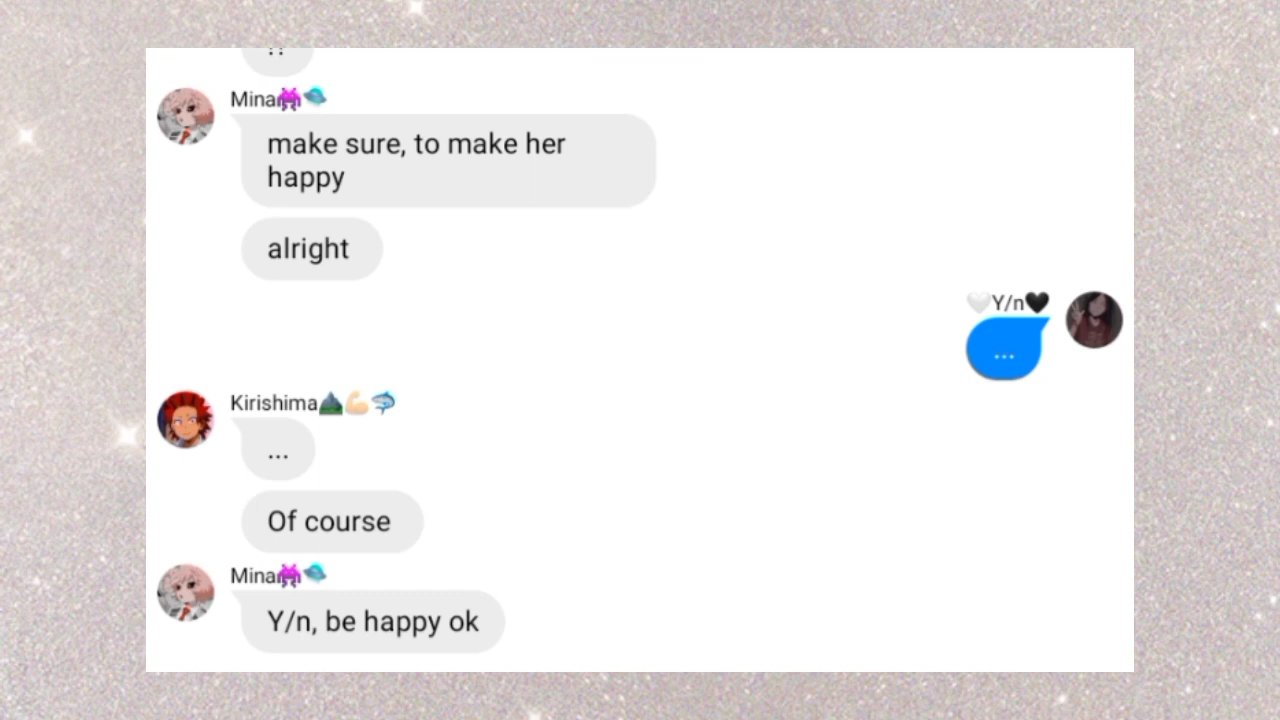 Mina👾🛸
make sure, to make her
happy
alright
🤍Y/n🖤
...
Kirishima⛰️💪🏻🦈
...
Of course
Mina👾🛸
Y/n, be happy ok